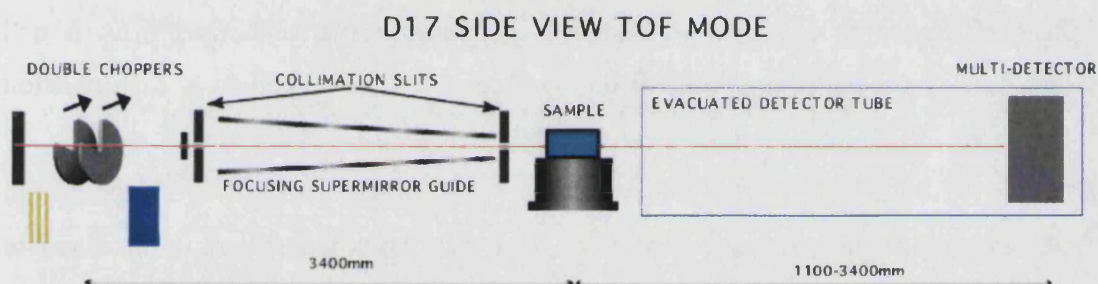 D17 SIDE VIEW TOF MODE
DOUBLE CHOPPERS
COLLIMATION SLITS
MULTI-DETECTOR
SAMPLE
EVACUATED DETECTOR TUBE
FOCUSING SUPERMIRROR GUIDE
3400mm
1100-3400mm